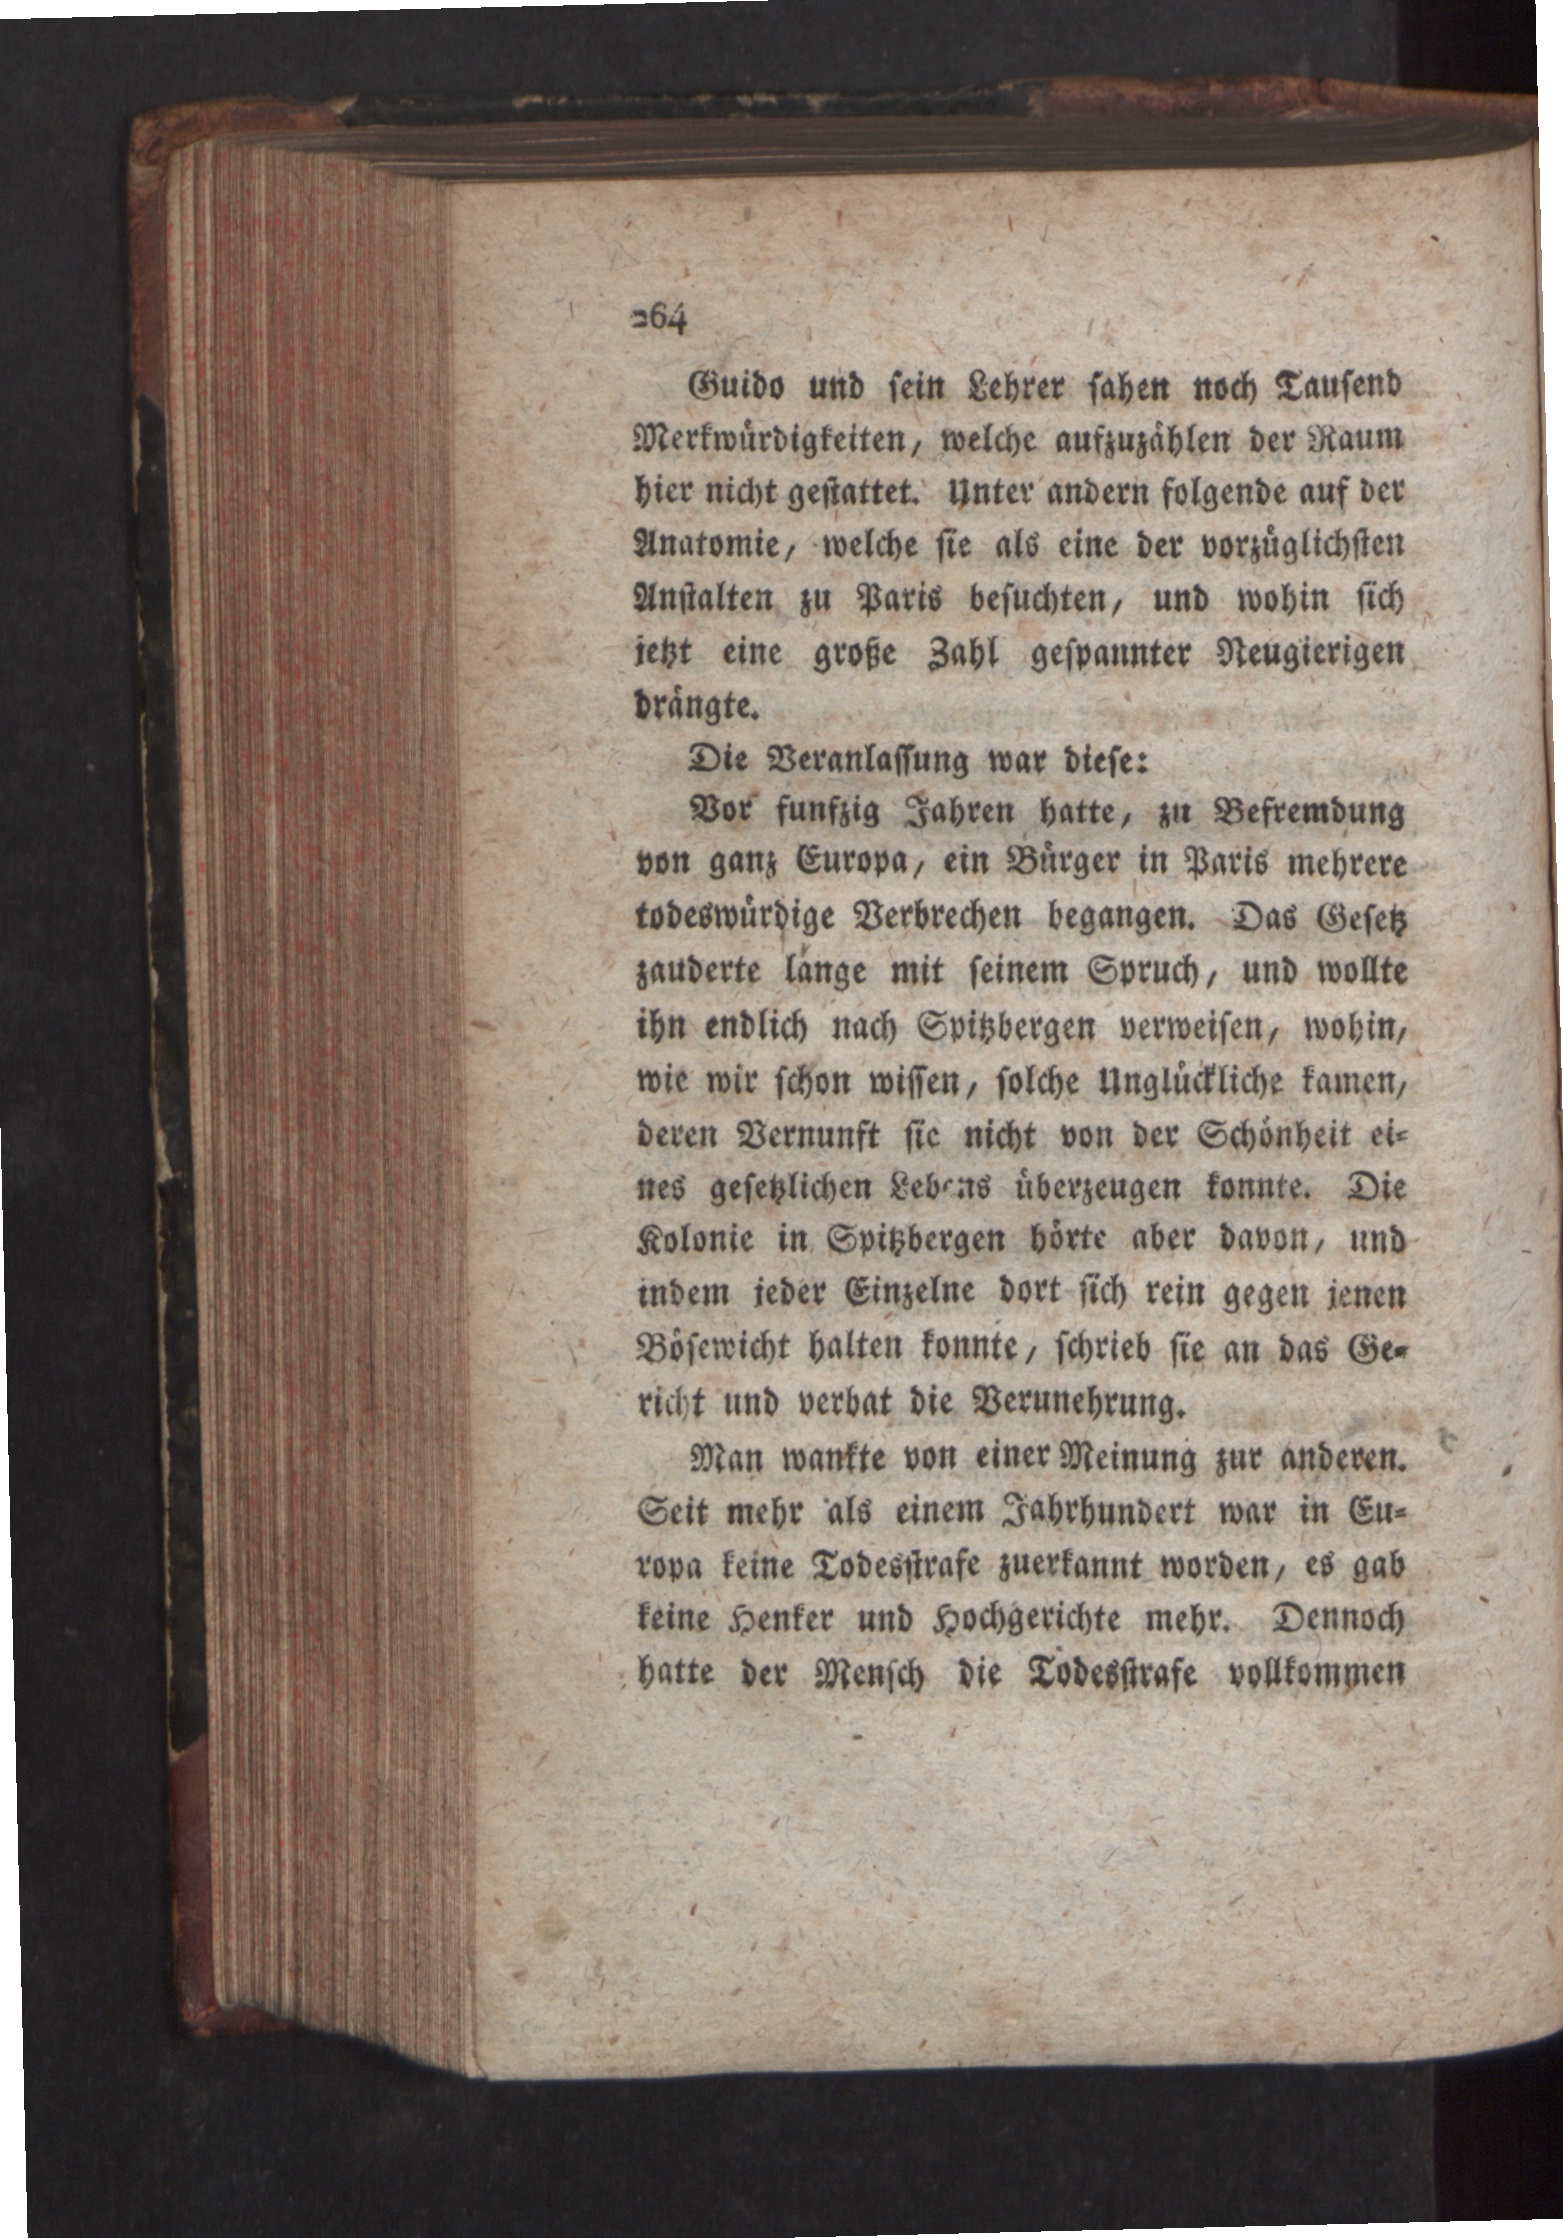 264
Guido und ſein Lehrer ſahen noch Tauſend
Merkwürdigkeiten, welche aufzuzählen der Raum
hier nicht geſtattet. Unter andern folgende auf der
Anatomie, welche ſie als eine der vorzüglichſten
Anſtalten zu Paris beſuchten, und wohin ſich
jetzt eine große Zahl geſpannter Neugierigen
drängte.
Die Veranlaſſung war dieſe:
Vor funfzig Jahren hatte, zu Befremdung
von ganz Europa, ein Bürger in Paris mehrere
todeswürdige Verbrechen begangen. Das Geſetz
zauderte lange mit ſeinem Spruch, und wollte
ihn endlich nach Spitzbergen verweiſen, wohin,
wie wir ſchon wiſſen, ſolche Unglückliche kamen,
deren Vernunft ſie nicht von der Schönheit ei-
nes geſetzlichen Lebens überzeugen konnte. Die
Kolonie in Spitzbergen hörte aber davon, und
indem jeder Einzelne dort ſich rein gegen jenen
Böſewicht halten konnte, ſchrieb ſie an das Ge-
richt und verbat die Verunehrung.
Man wankte von einer Meinung zur anderen.
Seit mehr als einem Jahrhundert war in Eu-
ropa keine Todesſtrafe zuerkannt worden, es gab
keine Henker und Hochgerichte mehr. Dennoch
hatte der Menſch die Todesſtrafe vollkommen